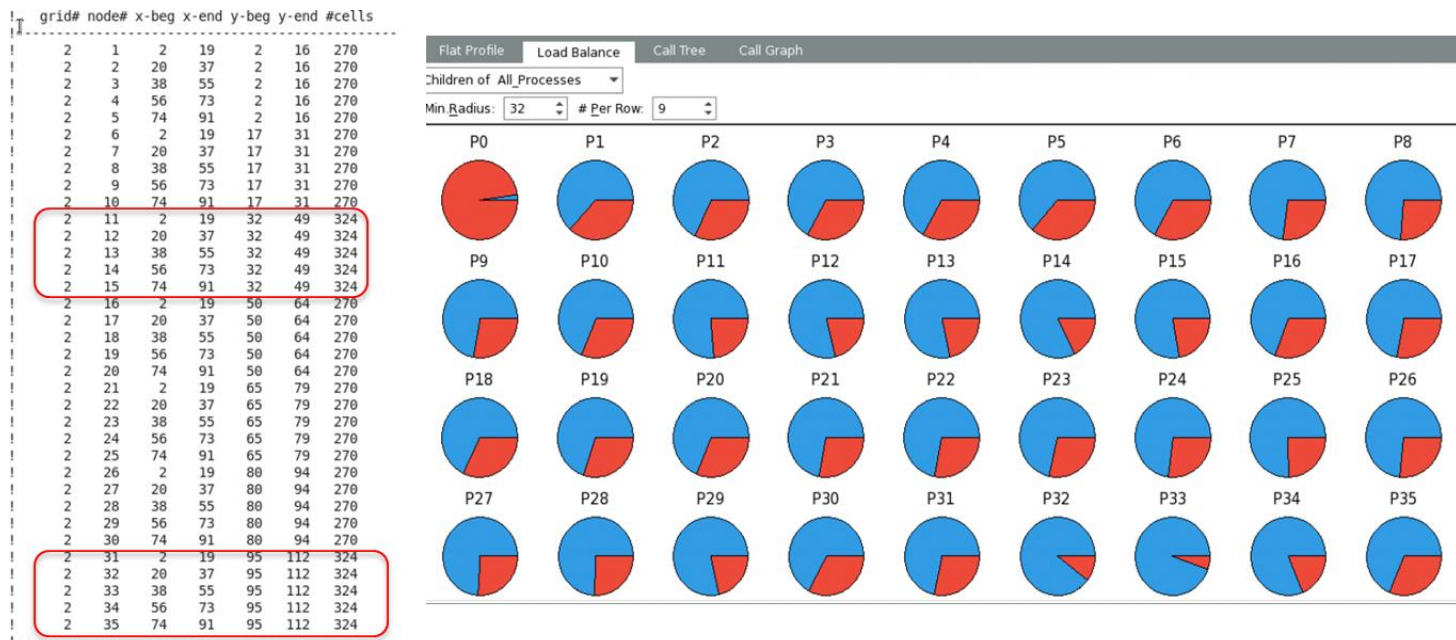 ! grid# node# x-beg x-end y-beg y-end #cells
!-----------------------------------------------
! 2 1 2 19 2 16 270
! 2 2 20 37 2 16 270
! 2 3 38 55 2 16 270
! 2 4 56 73 2 16 270
! 2 5 74 91 2 16 270
! 2 6 2 19 17 31 270
! 2 7 20 37 17 31 270
! 2 8 38 55 17 31 270
! 2 9 56 73 17 31 270
! 2 10 74 91 17 31 270
! 2 11 2 19 32 49 324
! 2 12 20 37 32 49 324
! 2 13 38 55 32 49 324
! 2 14 56 73 32 49 324
! 2 15 74 91 32 49 324
! 2 16 2 19 50 64 270
! 2 17 20 37 50 64 270
! 2 18 38 55 50 64 270
! 2 19 56 73 50 64 270
! 2 20 74 91 50 64 270
! 2 21 2 19 65 79 270
! 2 22 20 37 65 79 270
! 2 23 38 55 65 79 270
! 2 24 56 73 65 79 270
! 2 25 74 91 65 79 270
! 2 26 2 19 80 94 270
! 2 27 20 37 80 94 270
! 2 28 38 55 80 94 270
! 2 29 56 73 80 94 270
! 2 30 74 91 80 94 270
! 2 31 2 19 95 112 324
! 2 32 20 37 95 112 324
! 2 33 38 55 95 112 324
! 2 34 56 73 95 112 324
! 2 35 74 91 95 112 324
Flat Profile Load Balance Call Tree Call Graph
Children of All_Processes
Min.Radius: 32 # Per Row: 9
P0 P1 P2 P3 P4 P5 P6 P7 P8
P9 P10 P11 P12 P13 P14 P15 P16 P17
P18 P19 P20 P21 P22 P23 P24 P25 P26
P27 P28 P29 P30 P31 P32 P33 P34 P35